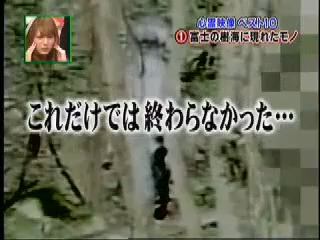 心霊映像 ベスト10
①富士の樹海に現れたモノ
これだけでは終わらなかった…